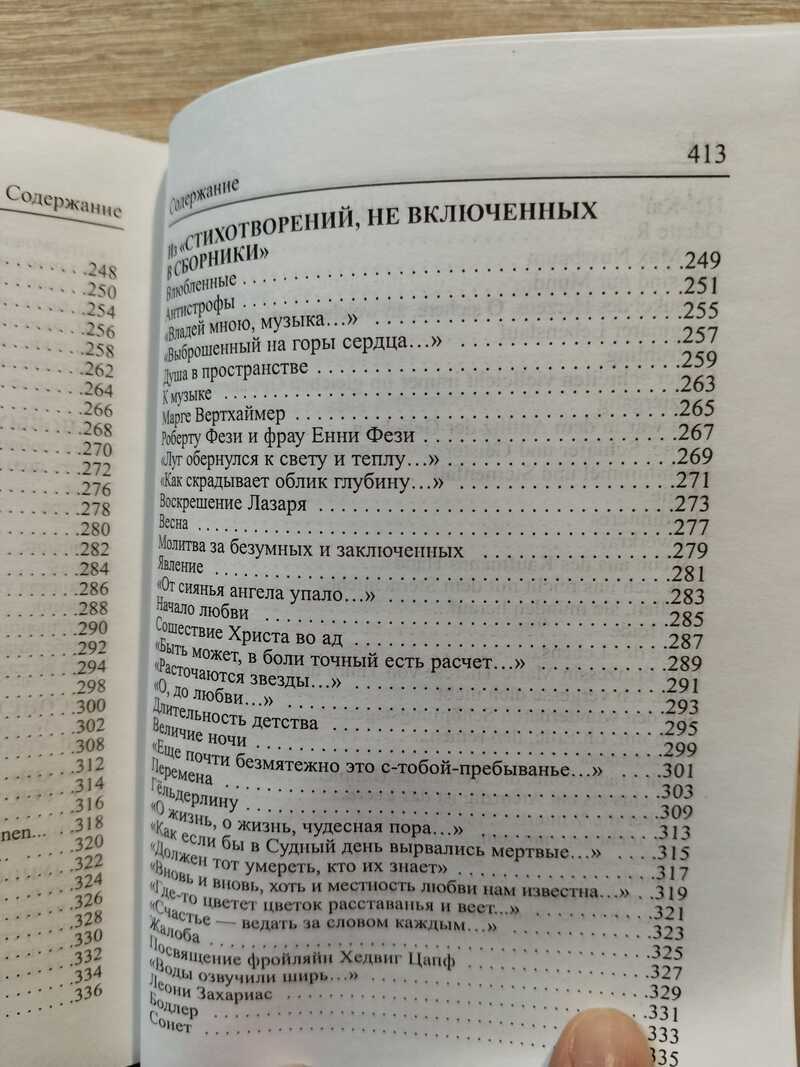 Содержание
.248
.250
.254
.256
.258
.262
.264
.266
.268
.270
.272
.276
.278
.280
.282
.284
.286
.288
.290
.292
.294
.298
.300
.302
.308
.312
.314
.316
nen... .318
.320
.322
.324
.326
.328
.330
.332
.334
.336
Содержание 413
Из «СТИХОТВОРЕНИЙ, НЕ ВКЛЮЧЕННЫХ
В СБОРНИКИ»
Влюбленные 249
Антистрофы 251
«Владей мною, музыка…» 255
«Выброшенный на горы сердца…» 257
Душа в пространстве 259
К музыке 263
Марге Вертхаймер 265
Роберту Фези и фрау Енни Фези 267
«Луг обернулся к свету и теплу…» 269
«Как скрадывает облик глубину…» 271
Воскрешение Лазаря 273
Весна 277
Молитва за безумных и заключенных 279
Явление 281
«От сиянья ангела упало…» 283
Начало любви 285
Сошествие Христа во ад 287
«Быть может, в боли точный есть расчет…» 289
«Расточаются звезды…» 291
«О, до любви…» 293
Длительность детства 295
Величие ночи 299
«Еще почти безмятежно это с-тобой-пребыванье…» 301
Перемена 303
Гёльдерлину 309
«О жизнь, о жизнь, чудесная пора…» 313
«Как если бы в Судный день вырвались мертвые…» 315
«Должен тот умереть, кто их знает» 317
«Вновь и вновь, хоть и местность любви нам известна…» 319
«Где-то цветет цветок расставанья и веет...» 321
«Счастье — ведать за словом каждым…» 323
Жалоба 325
Посвящение фройляйн Хедвиг Цапф 327
«Воды озвучили ширь…» 329
Леони Захариас 331
Бодлер 333
Сонет 335